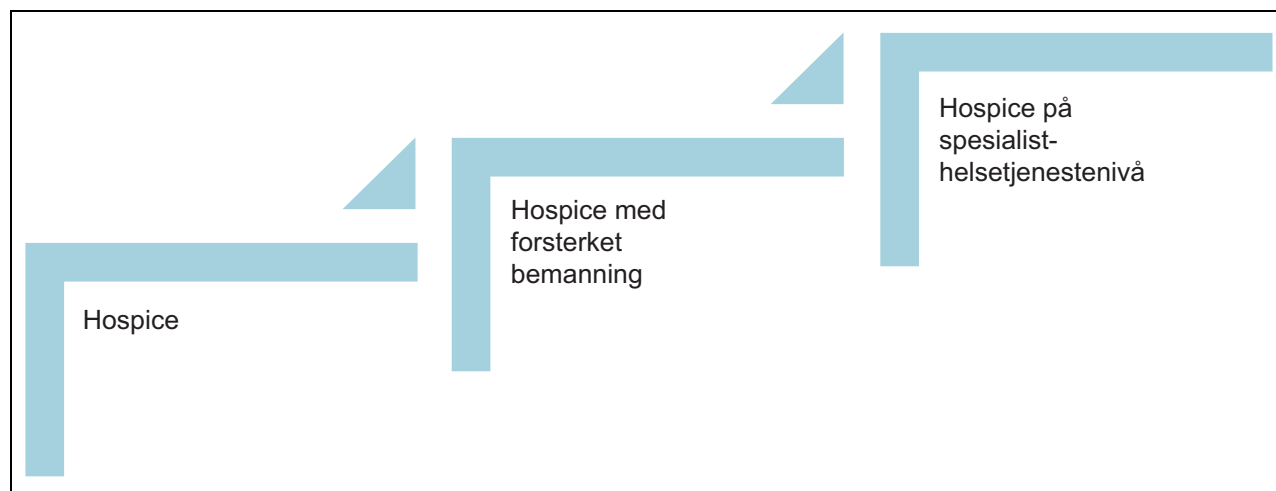 Hospice
Hospice med
forsterket
bemanning
Hospice på
spesialist-
helsetjenestenivå